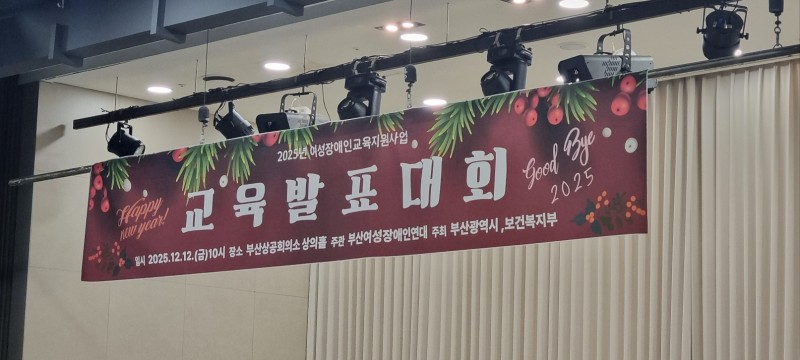 2025년 여성장애인교육지원사업
교육발표대회
Happy
new year!
Good Bye
2025
일시 2025.12.12.(금)10시 장소 부산상공회의소 상의홀 주관 부산여성장애인연대 주최 부산광역시 ,보건복지부